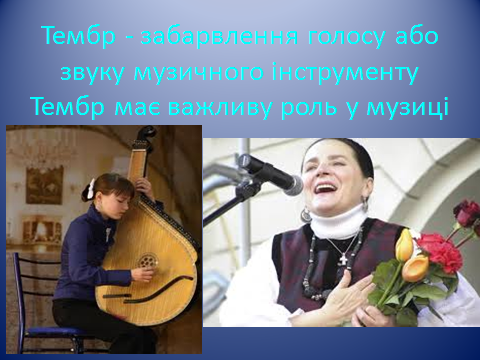 Тембр - забарвлення голосу або
звуку музичного інструменту
Тембр має важливу роль у музиці